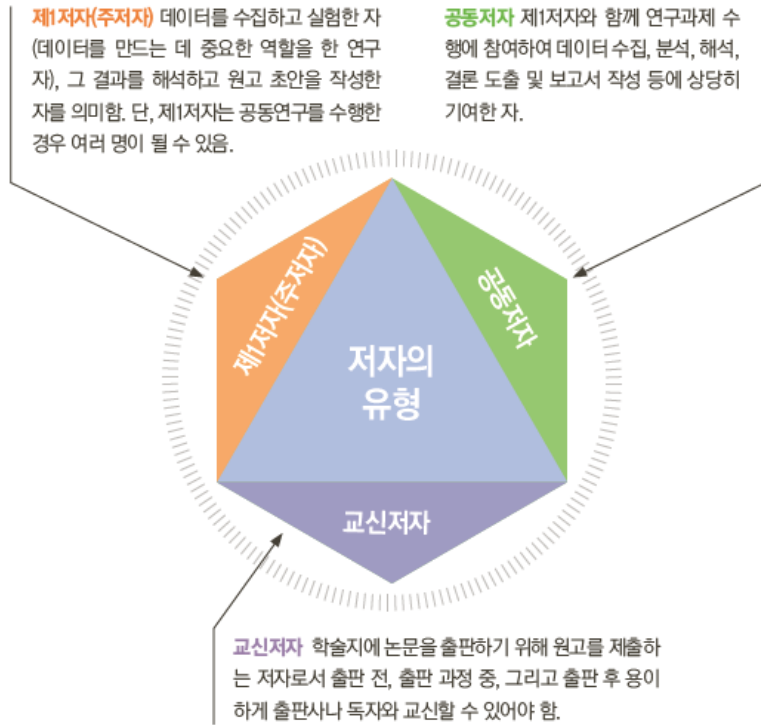 제1저자(주저자) 데이터를 수집하고 실험한 자
(데이터를 만드는 데 중요한 역할을 한 연구
자), 그 결과를 해석하고 원고 초안을 작성한
자를 의미함. 단, 제1저자는 공동연구를 수행한
경우 여러 명이 될 수 있음.
공동저자 제1저자와 함께 연구과제 수
행에 참여하여 데이터 수집, 분석, 해석,
결론 도출 및 보고서 작성 등에 상당히
기여한 자.
제1저자(주저자)
공동저자
저자의
유형
교신저자
교신저자 학술지에 논문을 출판하기 위해 원고를 제출하
는 저자로서 출판 전, 출판 과정 중, 그리고 출판 후 용이
하게 출판사나 독자와 교신할 수 있어야 함.